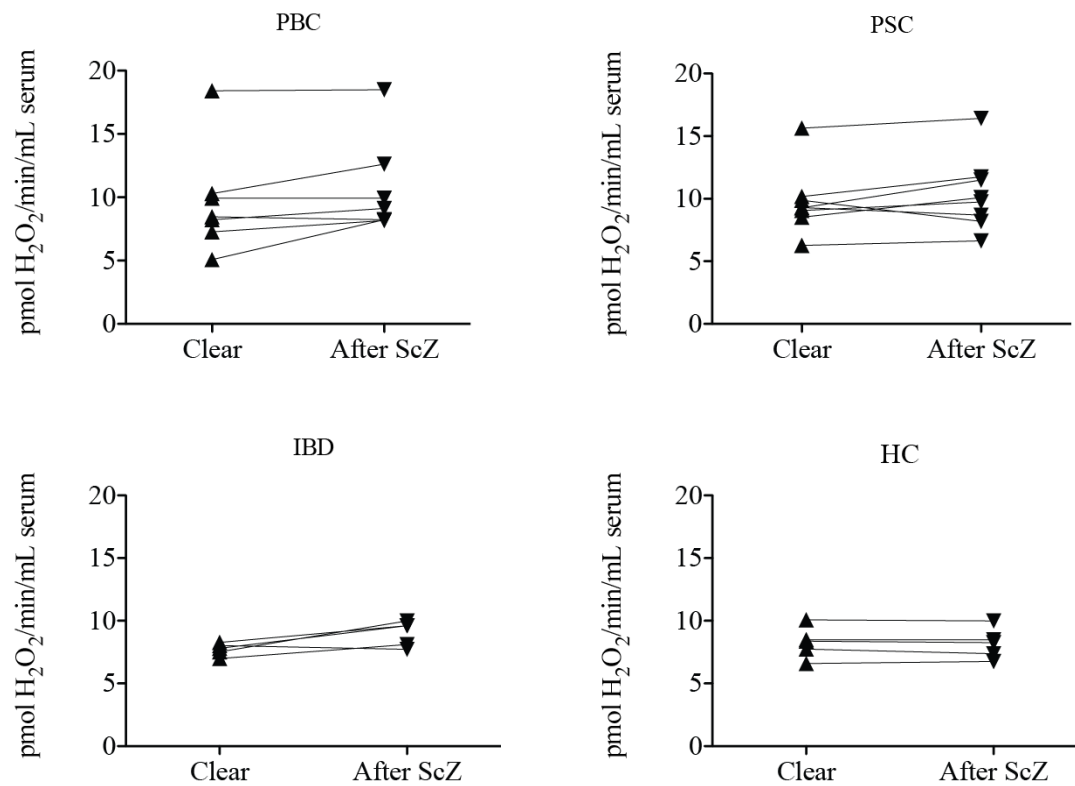 PBC
pmol H₂O₂/min/mL serum
20
15
10
5
0
Clear
After ScZ
PSC
pmol H₂O₂/min/mL serum
20
15
10
5
0
Clear
After ScZ
IBD
pmol H₂O₂/min/mL serum
20
15
10
5
0
Clear
After ScZ
HC
pmol H₂O₂/min/mL serum
20
15
10
5
0
Clear
After ScZ